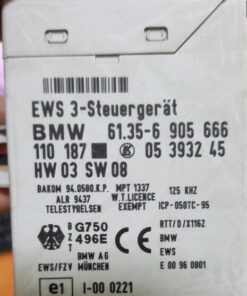 EWS 3-Steuergerät
BMW 61.35-6 905 666
110 187 05 3932 45
HW 03 SW 08
BAKOM 94.0580.K.P. MPT 1337 125 KHZ
ALR 9437 W.T.LICENCE
TELESTYRELSEN EXEMPT ICP-050TC-95
BZT G750 496E
RTT/D/X1162
BMW
BMW AG EWS
EWS/FZV MÜNCHEN E 00 96 0801
e1 I-00 0221